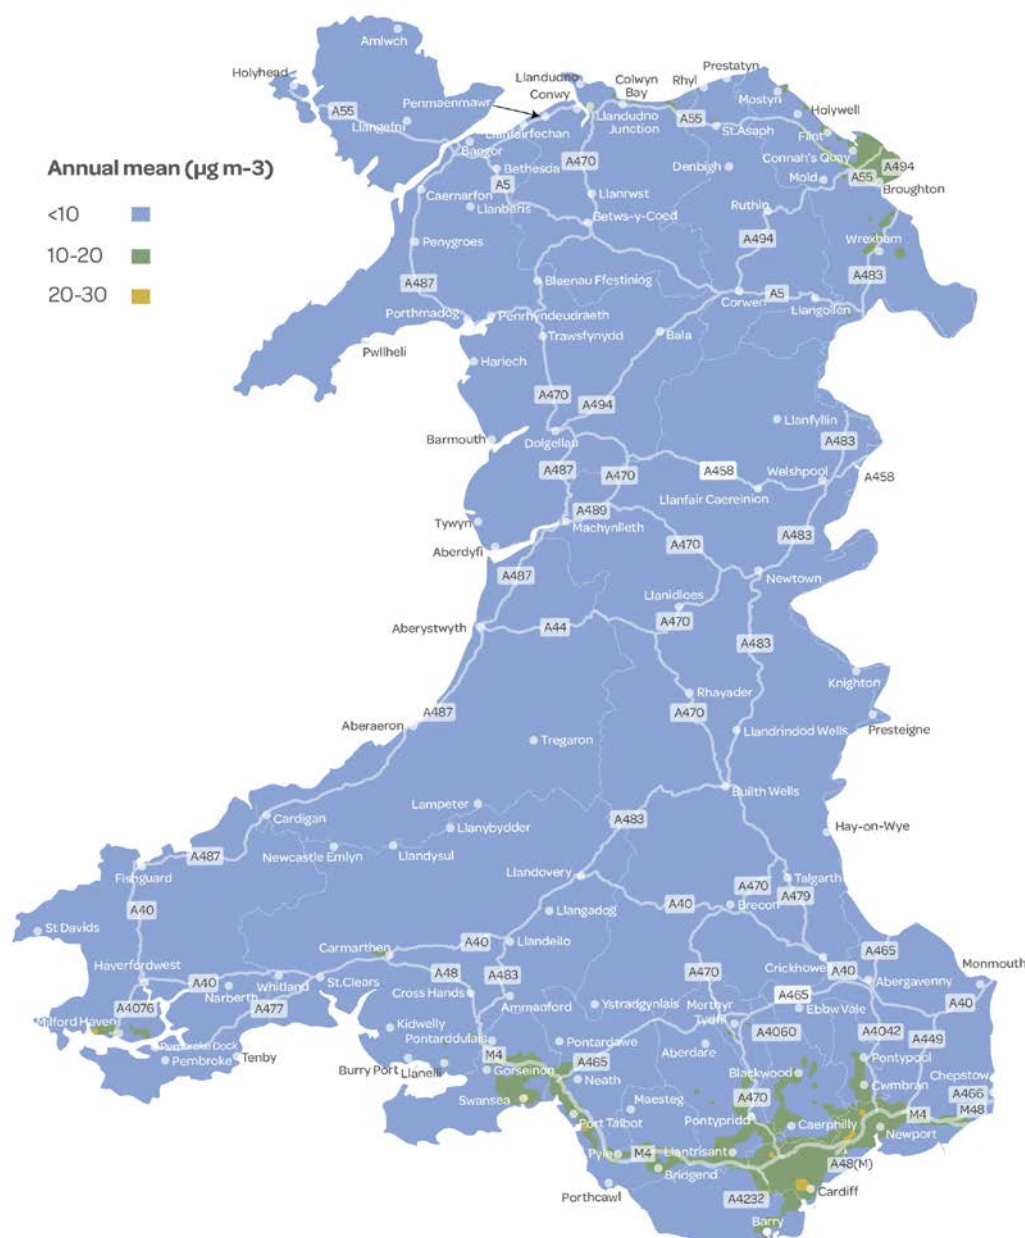 Amlwch
Holyhead
Llandudno
Conwy
Colwyn
Bay
Rhyl
Prestatyn
Penmaenmawr
A55
Mostyn
Holywell
Llangefni
Llanfairfechan
Llandudno
Junction
A55
St.Asaph
Flint
Bangor
A470
Connah's Quay
A494
Annual mean (µg m-3)
Bethesda
Denbigh
Mold
A55
Broughton
<10
Caernarfon
A5
Llanberis
Llanrwst
Ruthin
10-20
Penygroes
Betws-y-Coed
A494
Wrexham
20-30
A487
Blaenau Ffestiniog
Corwen
A5
Llangollen
A483
Porthmadog
Penrhyndeudraeth
Pwllheli
Trawsfynydd
Bala
Harlech
A470
A494
Llanfyllin
Barmouth
Dolgellau
A483
A487
A470
A458
Welshpool
A458
Llanfair Caereinion
A489
Tywyn
Machynlleth
A483
Aberdyfi
A470
A487
Newtown
Llanidloes
Aberystwyth
A44
A470
A483
Knighton
Rhayader
A487
A470
Aberaeron
Llandrindod Wells
Presteigne
Tregaron
Builth Wells
Lampeter
Cardigan
A483
Llanybydder
Hay-on-Wye
A487
Newcastle Emlyn
Llandysul
Fishguard
Llandovery
A470
Talgarth
A479
A40
Llangadog
A40
Brecon
St Davids
Carmarthen
A40
Llandeilo
A465
Haverfordwest
A48
A483
A470
Crickhowell
A40
Monmouth
A40
Whitland
St.Clears
Cross Hands
Abergavenny
Narberth
A477
Ammanford
Ystradgynlais
Merthyr
Tydfil
A465
Ebbw Vale
A40
A4076
Milford Haven
Kidwelly
Pontarddulais
Pontardawe
A4060
A4042
A449
Pembroke Dock
Pembroke
Tenby
Burry Port
Llanelli
M4
Gorseinon
A465
Neath
Aberdare
Blackwood
Pontypool
Cwmbran
Chepstow
A466
Swansea
Maesteg
A470
M4
M48
Port Talbot
Pontypridd
Caerphilly
Newport
Pyle
M4
Llantrisant
A48(M)
Bridgend
Porthcawl
A4232
Cardiff
Barry